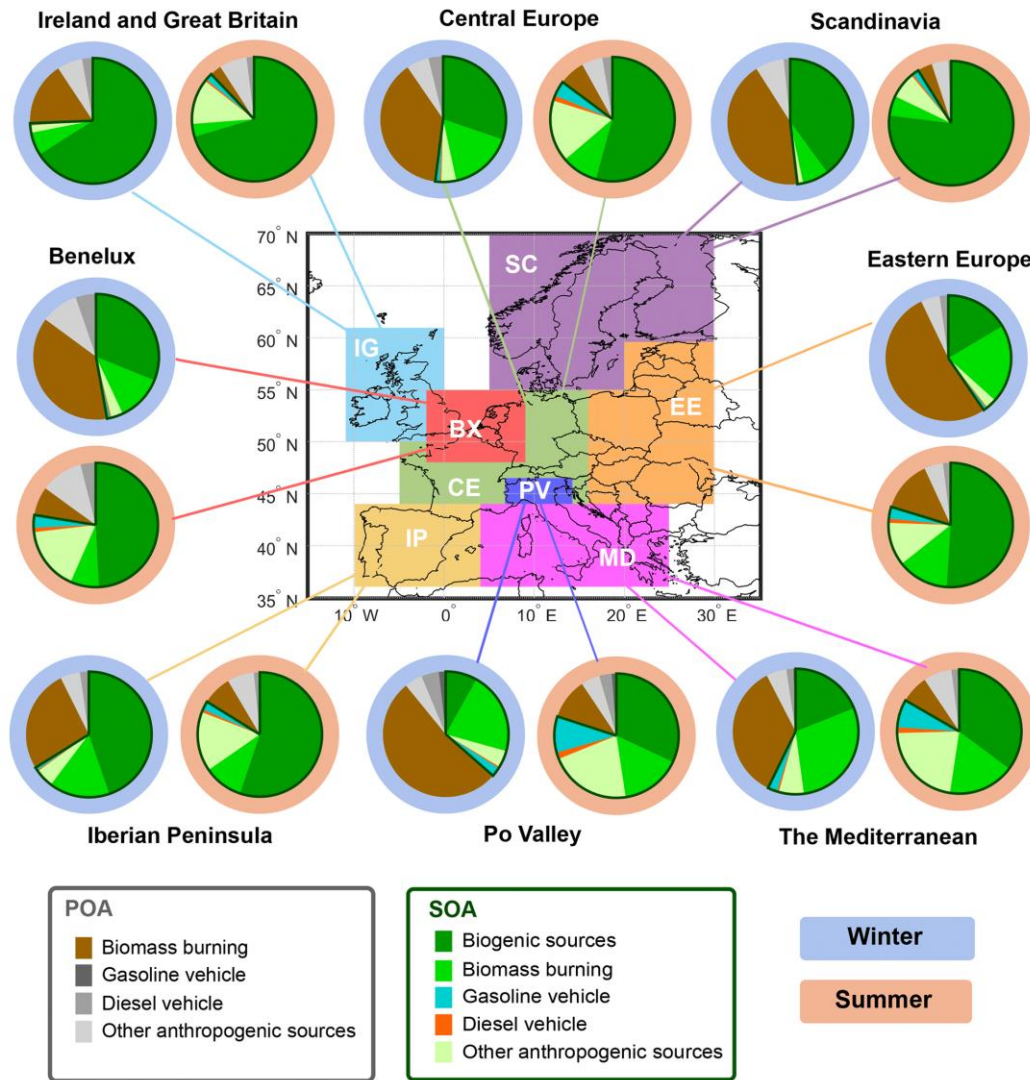 Ireland and Great Britain
Central Europe
Scandinavia
Benelux
Eastern Europe
70° N
65° N
60° N
55° N
50° N
45° N
40° N
35° N
10° W
0°
10° E
20° E
30° E
SC
IG
EE
BX
CE
PV
IP
MD
Iberian Peninsula
Po Valley
The Mediterranean
POA
Biomass burning
Gasoline vehicle
Diesel vehicle
Other anthropogenic sources
SOA
Biogenic sources
Biomass burning
Gasoline vehicle
Diesel vehicle
Other anthropogenic sources
Winter
Summer